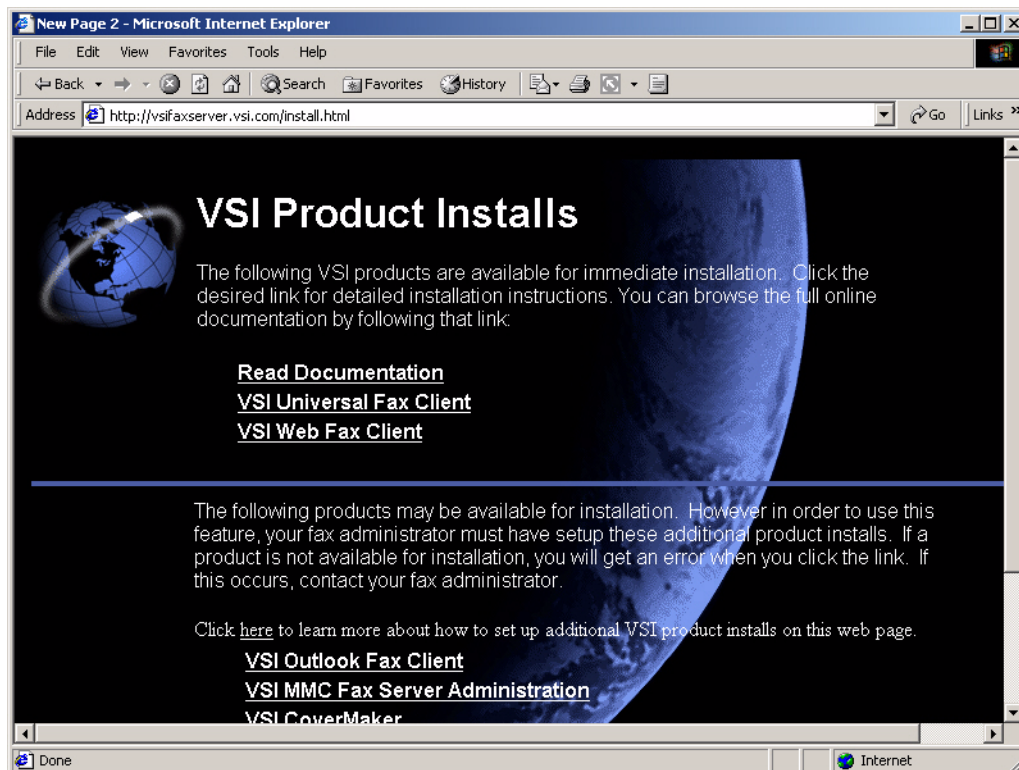 New Page 2 - Microsoft Internet Explorer
File Edit View Favorites Tools Help
Back Search Favorites History
Address http://vsifaxserver.vsi.com/install.html Go Links »
VSI Product Installs
The following VSI products are available for immediate installation. Click the
desired link for detailed installation instructions. You can browse the full online
documentation by following that link:
Read Documentation
VSI Universal Fax Client
VSI Web Fax Client
The following products may be available for installation. However in order to use this
feature, your fax administrator must have setup these additional product installs. If a
product is not available for installation, you will get an error when you click the link. If
this occurs, contact your fax administrator.
Click here to learn more about how to set up additional VSI product installs on this web page.
VSI Outlook Fax Client
VSI MMC Fax Server Administration
VSI CoverMaker
Done Internet